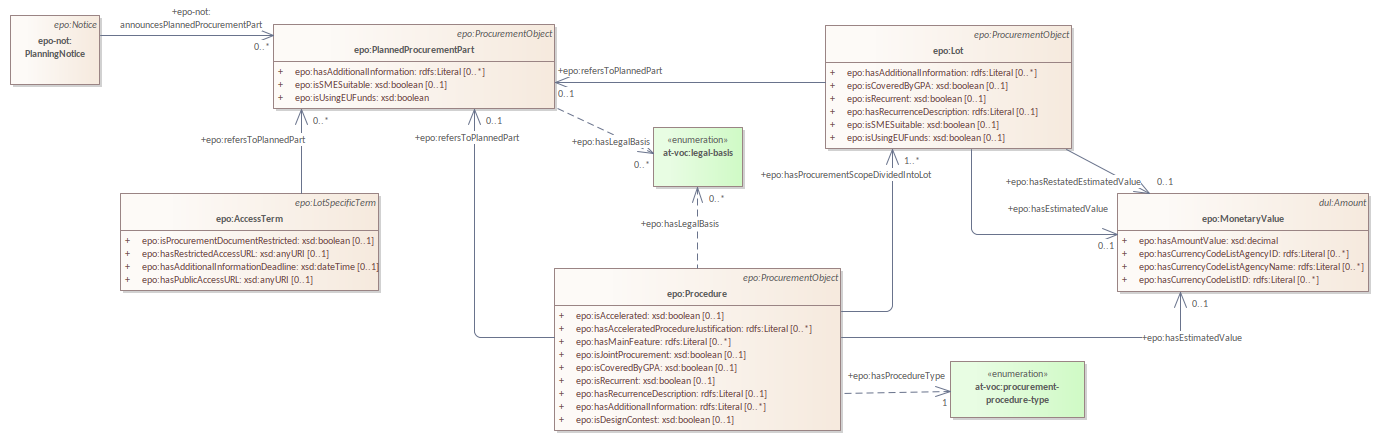 epo:Notice
epo-not:
PlanningNotice
+epo-not:
announcesPlannedProcurementPart
0..*
epo:ProcurementObject
epo:PlannedProcurementPart
+ epo:hasAdditionalInformation: rdfs:Literal [0..*]
+ epo:isSMESuitable: xsd:boolean [0..1]
+ epo:isUsingEUFunds: xsd:boolean
+epo:refersToPlannedPart
0..1
epo:ProcurementObject
epo:Lot
+ epo:hasAdditionalInformation: rdfs:Literal [0..*]
+ epo:isCoveredByGPA: xsd:boolean [0..1]
+ epo:isRecurrent: xsd:boolean [0..1]
+ epo:hasRecurrenceDescription: rdfs:Literal [0..1]
+ epo:isSMESuitable: xsd:boolean [0..1]
+ epo:isUsingEUFunds: xsd:boolean [0..1]
0..*
+epo:refersToPlannedPart
0..1
+epo:refersToPlannedPart
+epo:hasLegalBasis
0..*
«enumeration»
at-voc:legal-basis
0..*
+epo:hasLegalBasis
1..*
+epo:hasProcurementScopeDividedIntoLot
+epo:hasRestatedEstimatedValue
0..1
+epo:hasEstimatedValue
0..1
epo:LotSpecificTerm
epo:AccessTerm
+ epo:isProcurementDocumentRestricted: xsd:boolean [0..1]
+ epo:hasRestrictedAccessURL: xsd:anyURI [0..1]
+ epo:hasAdditionalInformationDeadline: xsd:dateTime [0..1]
+ epo:hasPublicAccessURL: xsd:anyURI [0..1]
dul:Amount
epo:MonetaryValue
+ epo:hasAmountValue: xsd:decimal
+ epo:hasCurrencyCodeListAgencyID: rdfs:Literal [0..*]
+ epo:hasCurrencyCodeListAgencyName: rdfs:Literal [0..*]
+ epo:hasCurrencyCodeListID: rdfs:Literal [0..*]
0..1
+epo:hasEstimatedValue
epo:ProcurementObject
epo:Procedure
+ epo:isAccelerated: xsd:boolean [0..1]
+ epo:hasAcceleratedProcedureJustification: rdfs:Literal [0..*]
+ epo:hasMainFeature: rdfs:Literal [0..*]
+ epo:isJointProcurement: xsd:boolean [0..1]
+ epo:isCoveredByGPA: xsd:boolean [0..1]
+ epo:isRecurrent: xsd:boolean [0..1]
+ epo:hasRecurrenceDescription: rdfs:Literal [0..1]
+ epo:hasAdditionalInformation: rdfs:Literal [0..*]
+ epo:isDesignContest: xsd:boolean [0..1]
+epo:hasProcedureType
1
«enumeration»
at-voc:procurement-
procedure-type